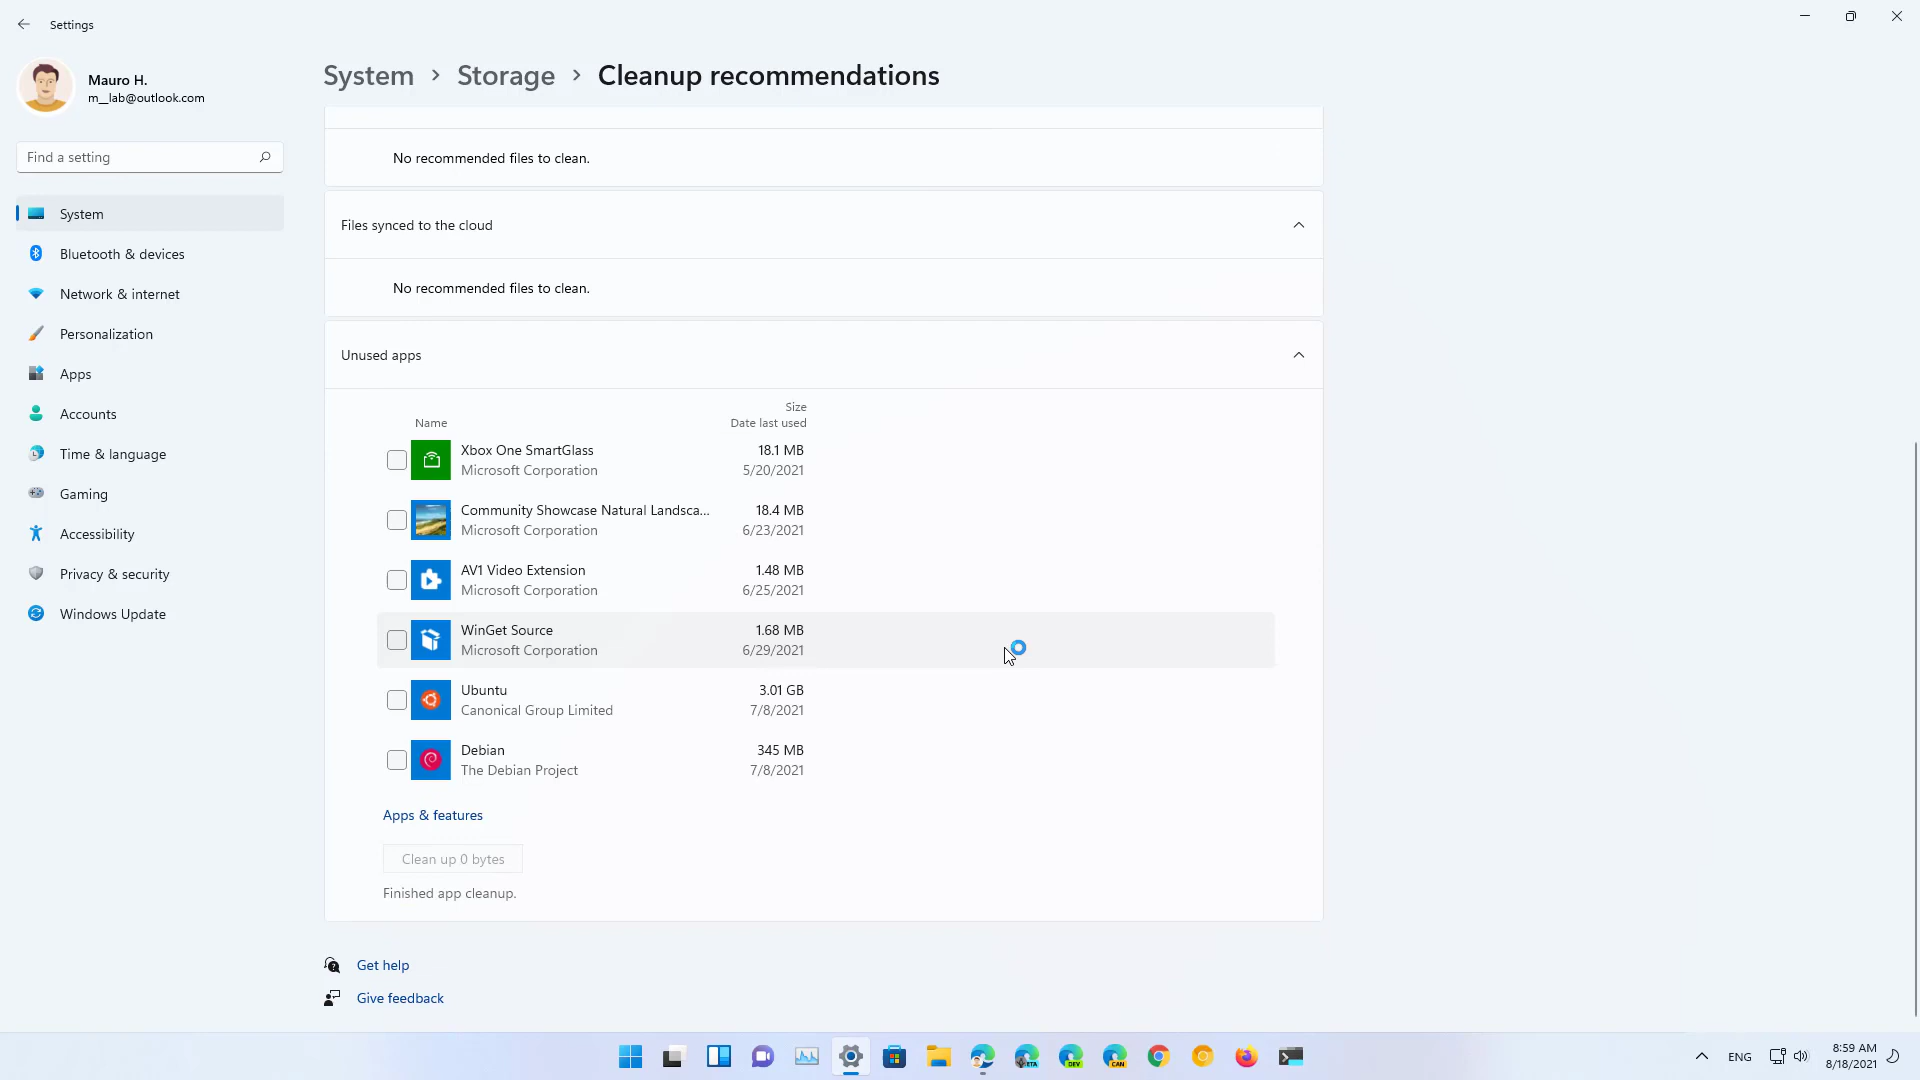 Settings
Mauro H.
m__lab@outlook.com
Find a setting
System
Bluetooth & devices
Network & internet
Personalization
Apps
Accounts
Time & language
Gaming
Accessibility
Privacy & security
Windows Update
System > Storage > Cleanup recommendations
No recommended files to clean.
Files synced to the cloud
No recommended files to clean.
Unused apps
Size
Name Date last used
Xbox One SmartGlass 18.1 MB
Microsoft Corporation 5/20/2021
Community Showcase Natural Landsca... 18.4 MB
Microsoft Corporation 6/23/2021
AV1 Video Extension 1.48 MB
Microsoft Corporation 6/25/2021
WinGet Source 1.68 MB
Microsoft Corporation 6/29/2021
Ubuntu 3.01 GB
Canonical Group Limited 7/8/2021
Debian 345 MB
The Debian Project 7/8/2021
Apps & features
Clean up 0 bytes
Finished app cleanup.
Get help
Give feedback
BETA
DEV
CAN
ENG
8:59 AM
8/18/2021